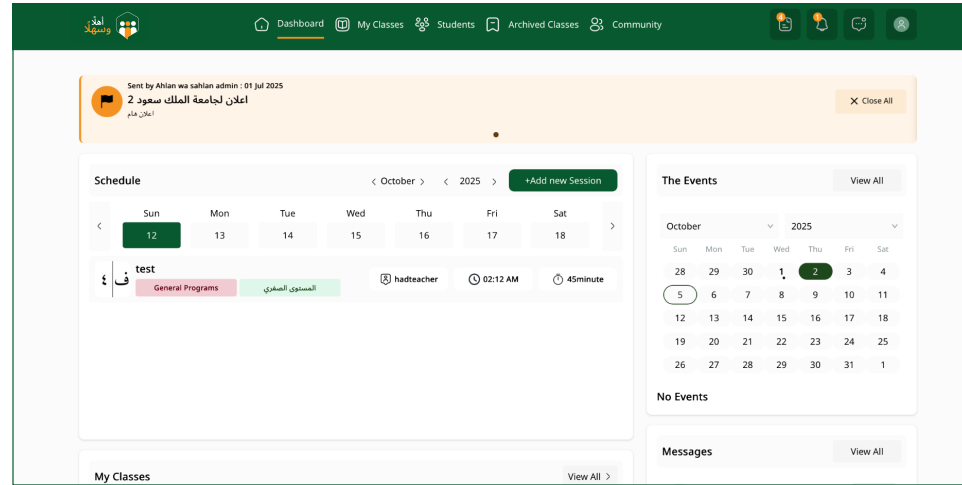 اهلاً وسهلاً
Dashboard My Classes Students Archived Classes Community
4 1
Sent by Ahlan wa sahlan admin : 01 Jul 2025
اعلان لجامعة الملك سعود 2
اعلان هام
X Close All
Schedule
< October > < 2025 > +Add new Session
Sun Mon Tue Wed Thu Fri Sat
< 12 13 14 15 16 17 18 >
ف ٤
test
General Programs المستوى الصفري
hadteacher 02:12 AM 45minute
My Classes View All >
The Events View All
October 2025
Sun Mon Tue Wed Thu Fri Sat
28 29 30 1 2 3 4
5 6 7 8 9 10 11
12 13 14 15 16 17 18
19 20 21 22 23 24 25
26 27 28 29 30 31 1
No Events
Messages View All